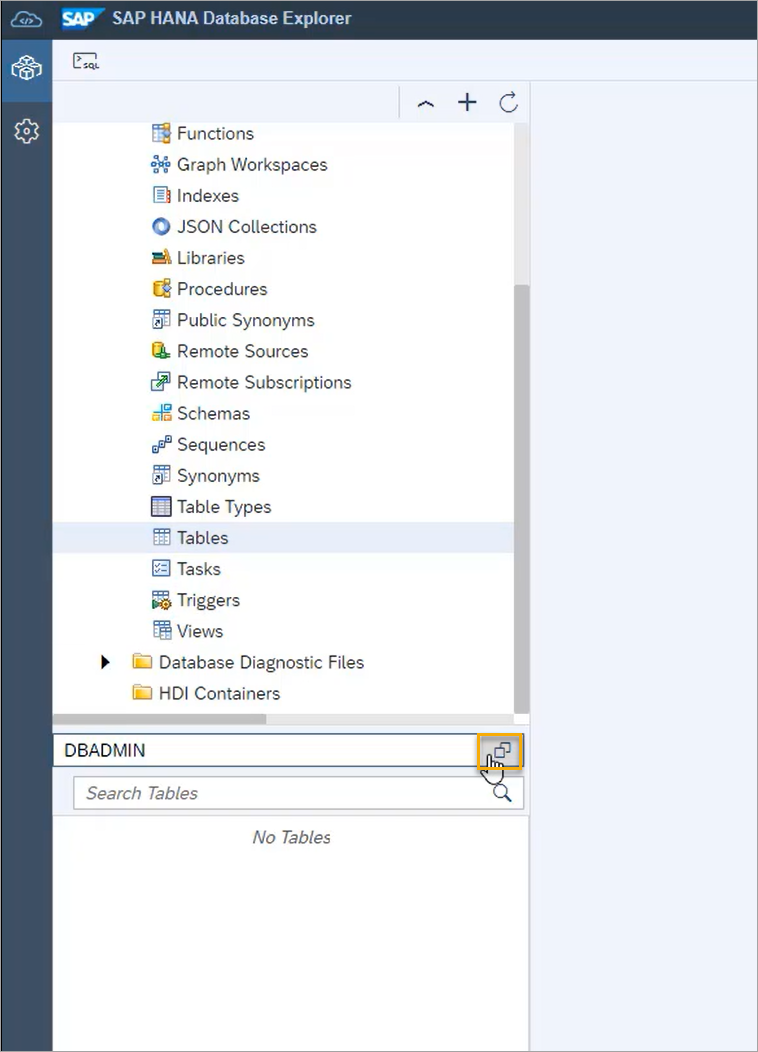 SAP SAP HANA Database Explorer
SQL
Functions
Graph Workspaces
Indexes
JSON Collections
Libraries
Procedures
Public Synonyms
Remote Sources
Remote Subscriptions
Schemas
Sequences
Synonyms
Table Types
Tables
Tasks
Triggers
Views
Database Diagnostic Files
HDI Containers
DBADMIN
Search Tables
No Tables